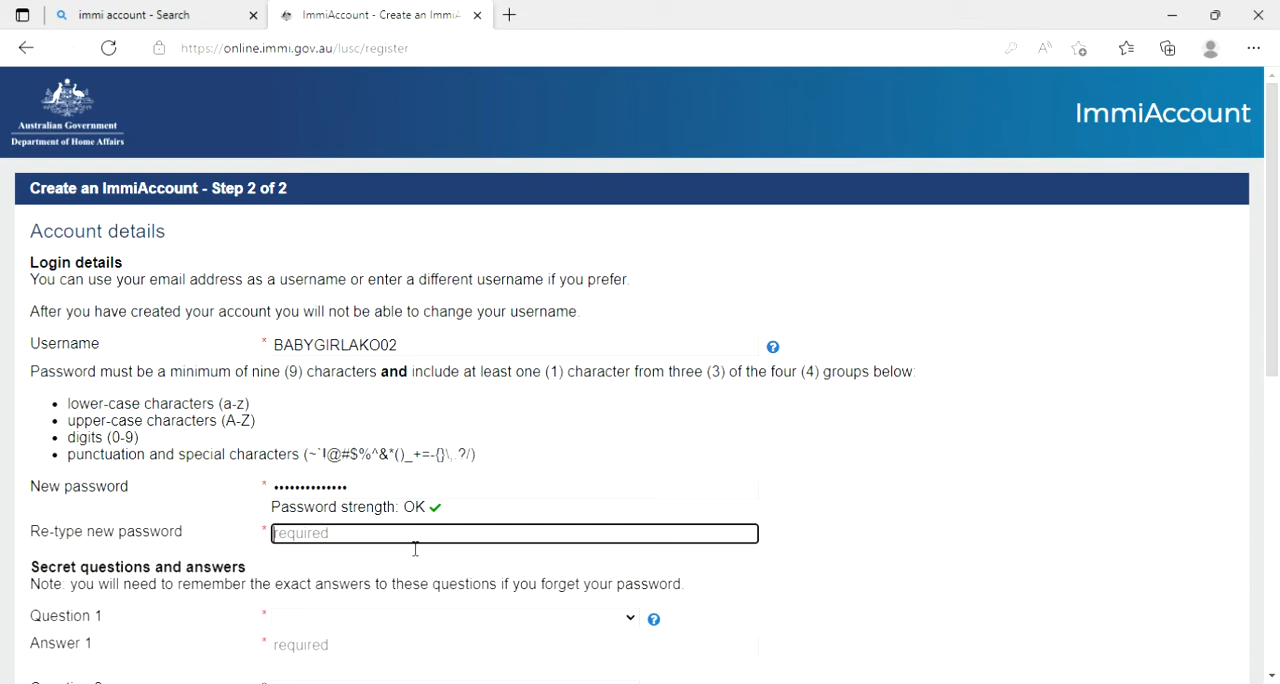 immi account - Search
ImmiAccount - Create an Immi
https://online.immi.gov.au/lusc/register
Australian Government
Department of Home Affairs
ImmiAccount
Create an ImmiAccount - Step 2 of 2
Account details
Login details
You can use your email address as a username or enter a different username if you prefer.
After you have created your account you will not be able to change your username.
Username * BABYGIRLAKO02
Password must be a minimum of nine (9) characters and include at least one (1) character from three (3) of the four (4) groups below:
• lower-case characters (a-z)
• upper-case characters (A-Z)
• digits (0-9)
• punctuation and special characters (~`!@#$%^&*()_+=-{}\,.?/)
New password * ••••••••••••••
Password strength: OK
Re-type new password * required
Secret questions and answers
Note: you will need to remember the exact answers to these questions if you forget your password.
Question 1 *
Answer 1 * required